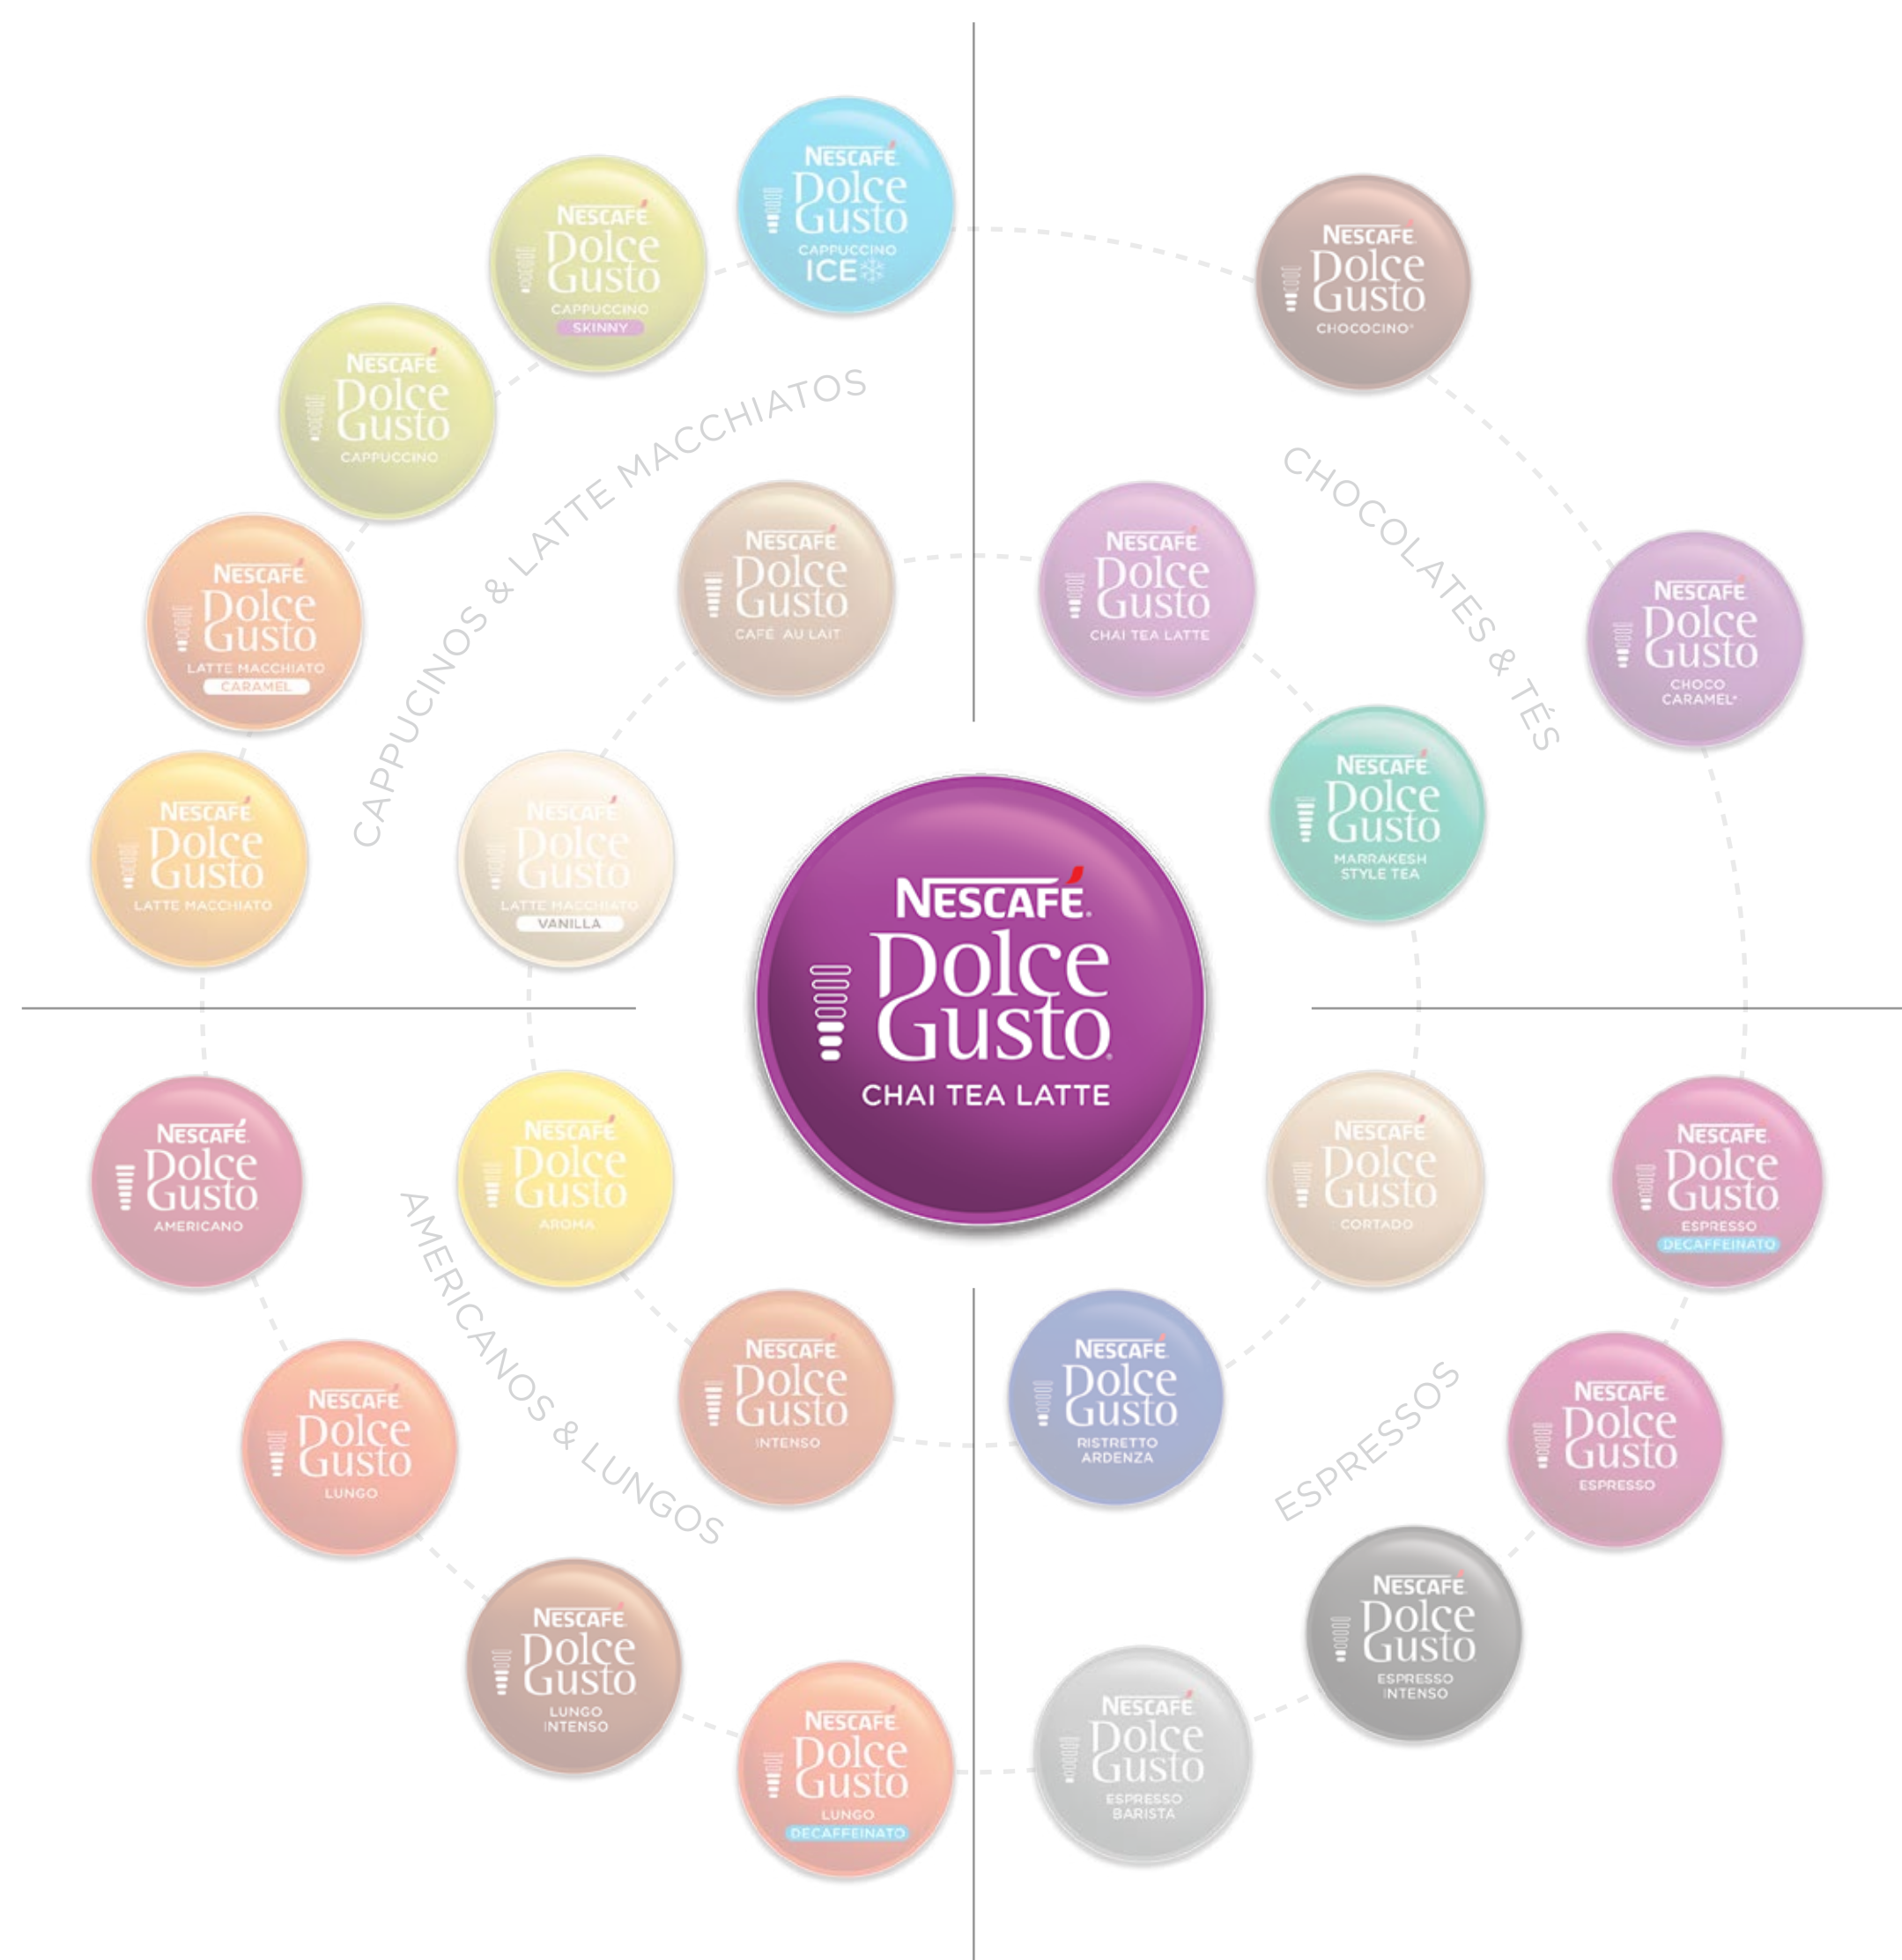 NESCAFÉ
Dolce
Gusto
CAPPUCCINO
ICE
NESCAFÉ
Dolce
Gusto
CAPPUCCINO
SKINNY
NESCAFÉ
Dolce
Gusto
CAPPUCCINO
NESCAFÉ
Dolce
Gusto
LATTE MACCHIATO
CARAMEL
NESCAFÉ
Dolce
Gusto
LATTE MACCHIATO
CAPPUCINOS & LATTE MACCHIATOS
NESCAFÉ
Dolce
Gusto
CAFÉ AU LAIT
NESCAFÉ
Dolce
Gusto
LATTE MACCHIATO
VANILLA
NESCAFÉ
Dolce
Gusto
CHOCOCINO®
NESCAFÉ
Dolce
Gusto
CHOCO
CARAMEL*
CHOCOLATES & TÉS
NESCAFÉ
Dolce
Gusto
CHAI TEA LATTE
NESCAFÉ
Dolce
Gusto
MARRAKESH
STYLE TEA
NESCAFÉ®
Dolce
Gusto®
CHAI TEA LATTE
NESCAFÉ
Dolce
Gusto
AMERICANO
NESCAFÉ
Dolce
Gusto
AROMA
AMERICANOS & LUNGOS
NESCAFÉ
Dolce
Gusto
INTENSO
NESCAFÉ
Dolce
Gusto
LUNGO
NESCAFÉ
Dolce
Gusto
LUNGO
INTENSO
NESCAFÉ
Dolce
Gusto
LUNGO
DECAFFEINATO
NESCAFÉ
Dolce
Gusto
CORTADO
NESCAFÉ
Dolce
Gusto
ESPRESSO
DECAFFEINATO
NESCAFÉ
Dolce
Gusto
RISTRETTO
ARDENZA
ESPRESSOS
NESCAFÉ
Dolce
Gusto
ESPRESSO
NESCAFÉ
Dolce
Gusto
ESPRESSO
INTENSO
NESCAFÉ
Dolce
Gusto
ESPRESSO
BARISTA